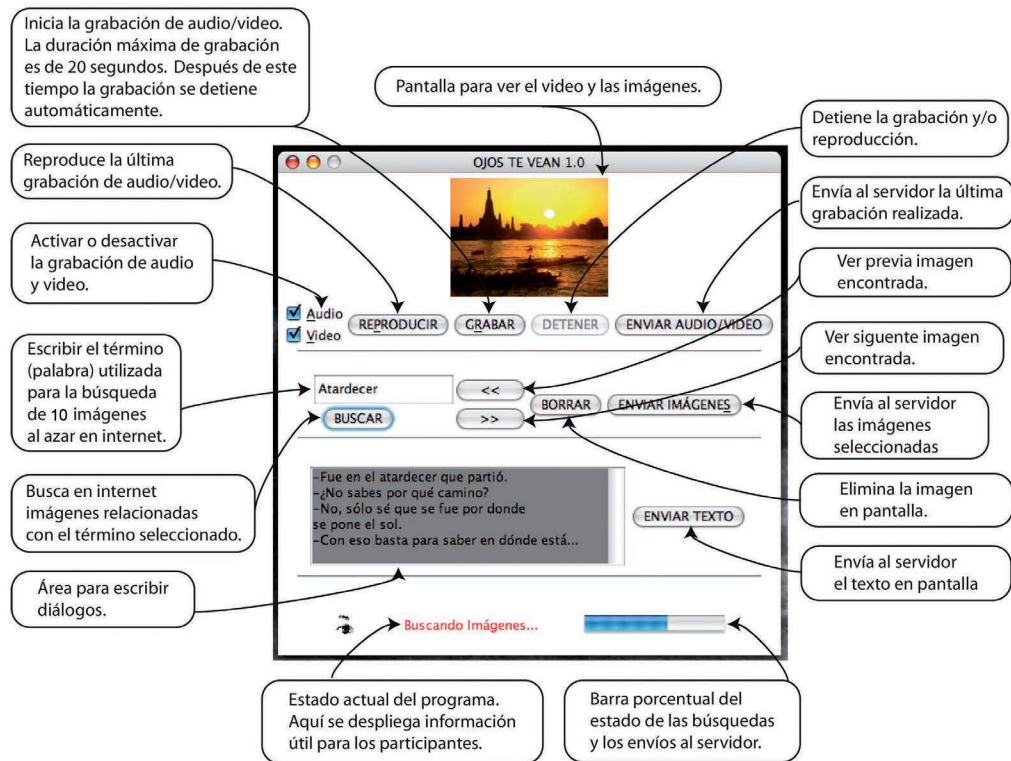 Inicia la grabación de audio/video.
La duración máxima de grabación
es de 20 segundos. Después de este
tiempo la grabación se detiene
automáticamente.
Pantalla para ver el video y las imágenes.
Detiene la grabación y/o
reproducción.
Reproduce la última
grabación de audio/video.
Envía al servidor la última
grabación realizada.
Activar o desactivar
la grabación de audio
y video.
Ver previa imagen
encontrada.
Escribir el término
(palabra) utilizada
para la búsqueda
de 10 imágenes
al azar en internet.
Ver siguente imagen
encontrada.
Envía al servidor
las imágenes
seleccionadas
Busca en internet
imágenes relacionadas
con el término seleccionado.
Elimina la imagen
en pantalla.
Área para escribir
diálogos.
Envía al servidor
el texto en pantalla
OJOS TE VEAN 1.0
Audio
Video
REPRODUCIR
GRABAR
DETENER
ENVIAR AUDIO/VIDEO
Atardecer
<<
BUSCAR
>>
BORRAR
ENVIAR IMÁGENES
-Fue en el atardecer que partió.
-¿No sabes por qué camino?
-No, sólo sé que se fue por donde
se pone el sol.
-Con eso basta para saber en dónde está...
ENVIAR TEXTO
Buscando Imágenes...
Estado actual del programa.
Aquí se despliega información
útil para los participantes.
Barra porcentual del
estado de las búsquedas
y los envíos al servidor.